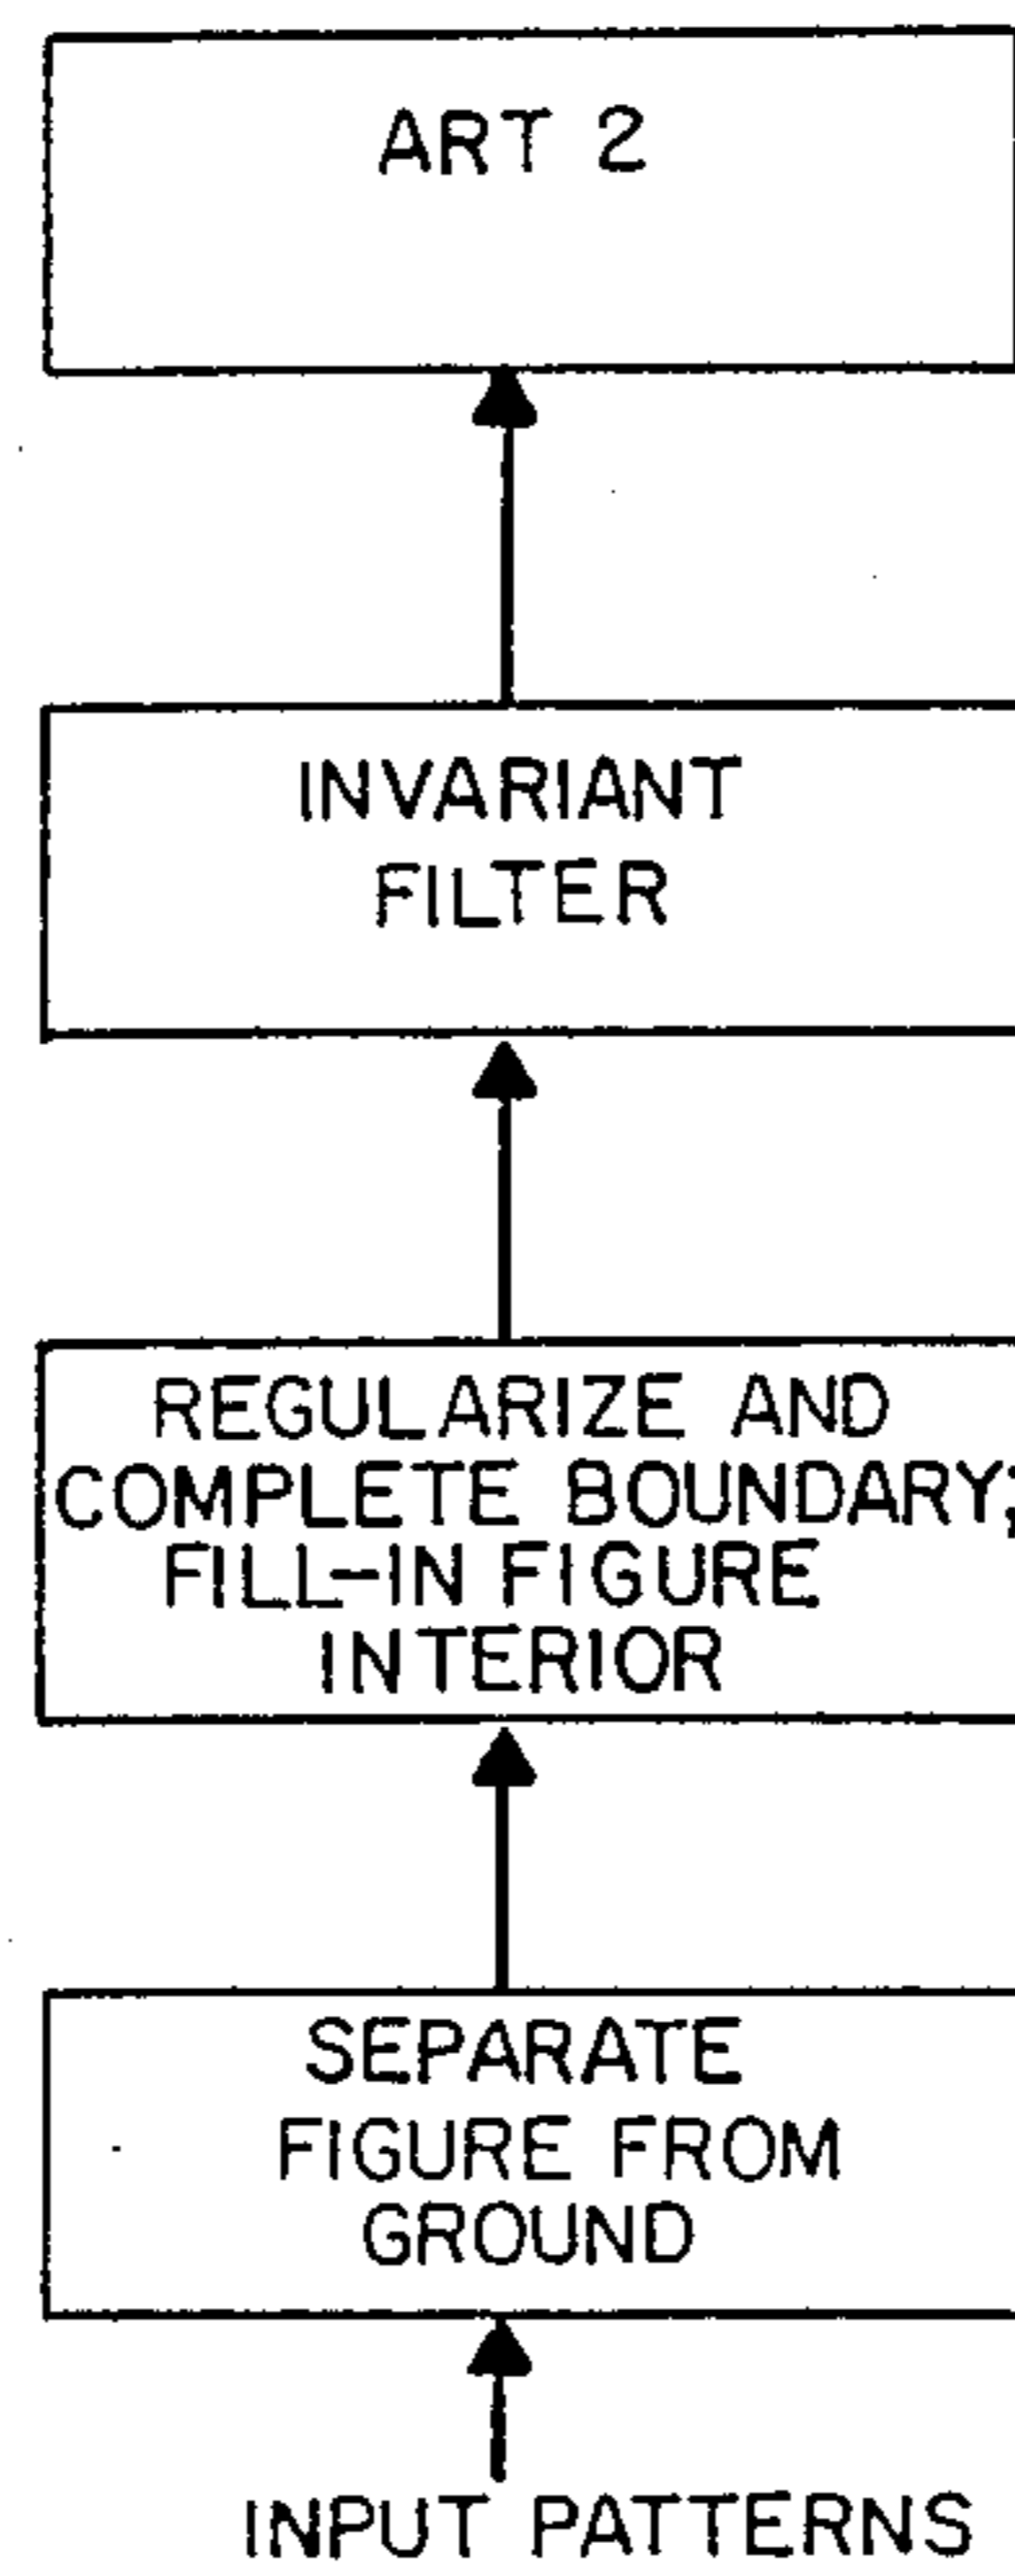 ART 2
INVARIANT
FILTER
REGULARIZE AND
COMPLETE BOUNDARY;
FILL-IN FIGURE
INTERIOR
SEPARATE
FIGURE FROM
GROUND
INPUT PATTERNS